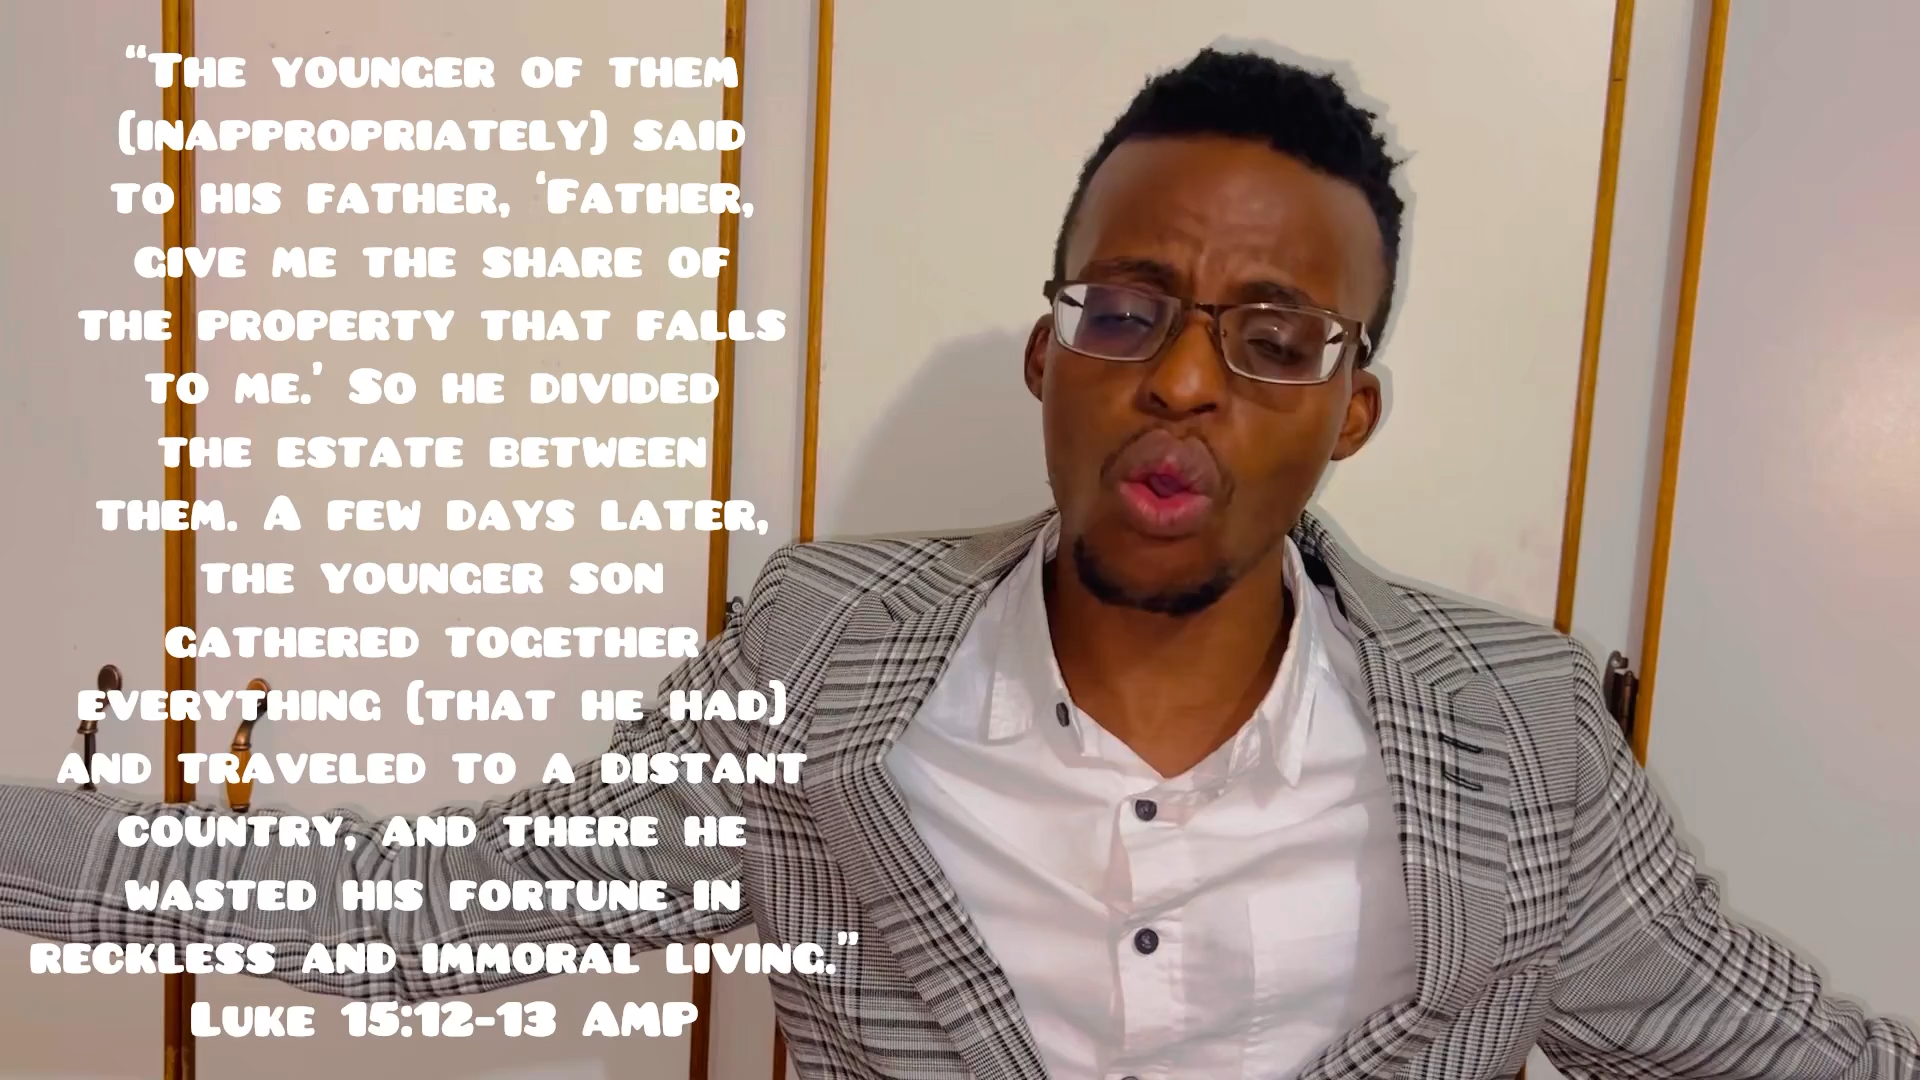 “The younger of them
(inappropriately) said
to his father, ‘Father,
give me the share of
the property that falls
to me.’ So he divided
the estate between
them. A few days later,
the younger son
gathered together
everything (that he had)
and traveled to a distant
country, and there he
wasted his fortune in
reckless and immoral living.”
Luke 15:12-13 AMP